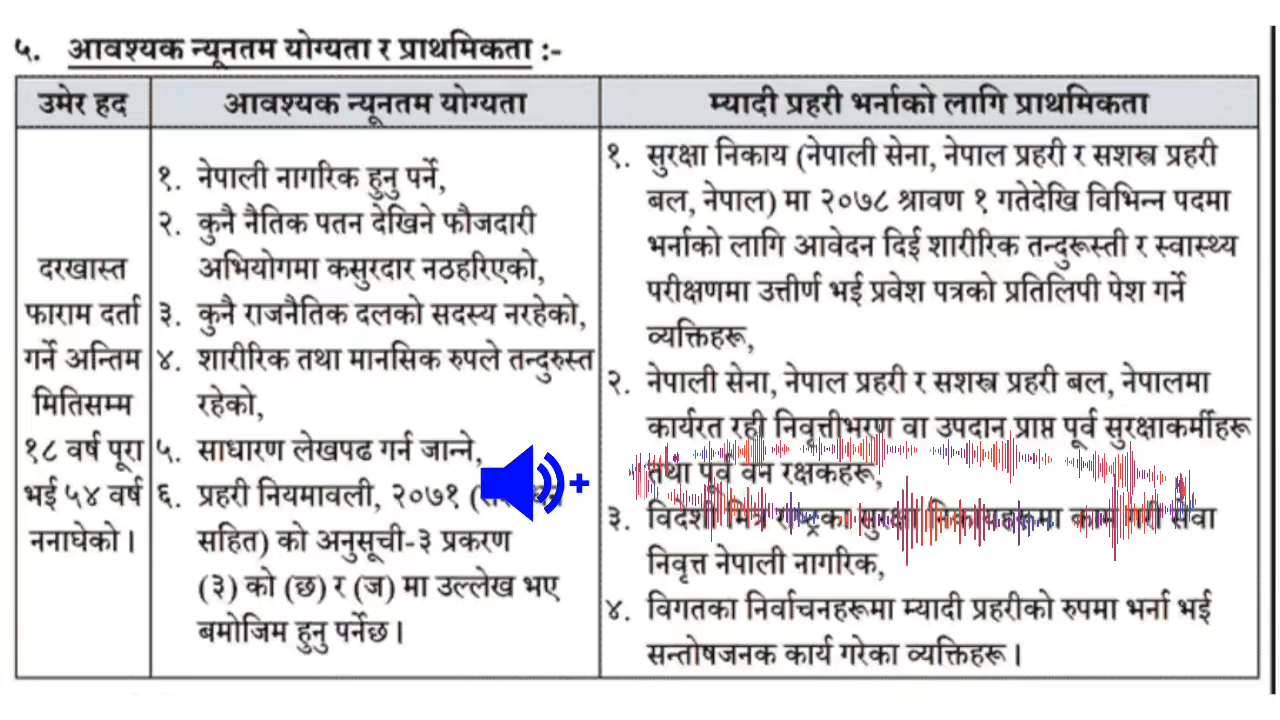 ५. आवश्यक न्यूनतम योग्यता र प्राथमिकता :-
उमेर हद
आवश्यक न्यूनतम योग्यता
म्यादी प्रहरी भर्नाको लागि प्राथमिकता
दरखास्त
फाराम दर्ता
गर्ने अन्तिम
मितिसम्म
१८ वर्ष पूरा
भई ५४ वर्ष
ननाघेको ।
१. नेपाली नागरिक हुनु पर्ने,
२. कुनै नैतिक पतन देखिने फौजदारी
अभियोगमा कसुरदार नठहरिएको,
३. कुनै राजनैतिक दलको सदस्य नरहेको,
४. शारीरिक तथा मानसिक रुपले तन्दुरुस्त
रहेको,
५. साधारण लेखपढ गर्न जान्ने,
६. प्रहरी नियमावली, २०७१
सहित) को अनुसूची-३ प्रकरण
(३) को (छ) र (ज) मा उल्लेख भए
बमोजिम हुनु पर्नेछ ।
१. सुरक्षा निकाय (नेपाली सेना, नेपाल प्रहरी र सशस्त्र प्रहरी
बल, नेपाल) मा २०७८ श्रावण १ गतेदेखि विभिन्न पदमा
भर्नाको लागि आवेदन दिई शारीरिक तन्दुरूस्ती र स्वास्थ्य
परीक्षणमा उत्तीर्ण भई प्रवेश पत्रको प्रतिलिपी पेश गर्ने
व्यक्तिहरू,
२. नेपाली सेना, नेपाल प्रहरी र सशस्त्र प्रहरी बल, नेपालमा
कार्यरत रही निवृत्तीभरण वा उपदान प्राप्त पूर्व सुरक्षाकर्मीहरू
तथा पूर्व वन रक्षकहरू,
३. विदेशी मित्र राष्ट्रका सुरक्षा निकायहरूमा काम गरी सेवा
निवृत्त नेपाली नागरिक,
४. विगतका निर्वाचनहरूमा म्यादी प्रहरीको रुपमा भर्ना भई
सन्तोषजनक कार्य गरेका व्यक्तिहरू ।